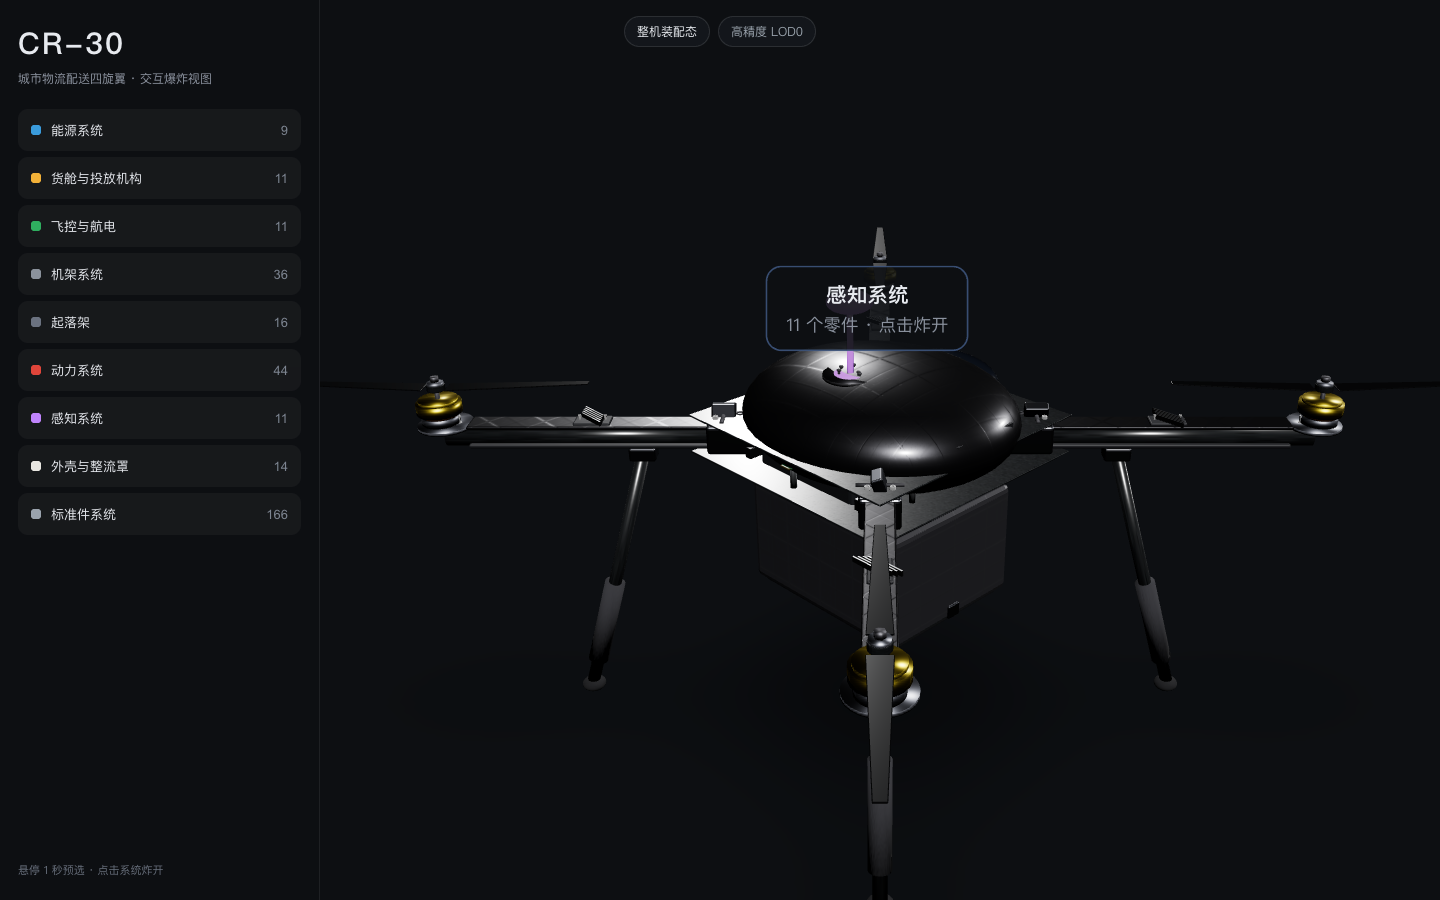 CR-30
城市物流配送四旋翼 · 交互爆炸视图
能源系统 9
货舱与投放机构 11
飞控与航电 11
机架系统 36
起落架 16
动力系统 44
感知系统 11
外壳与整流罩 14
标准件系统 166
悬停 1 秒预选 · 点击系统炸开
整机装配态
高精度 LOD0
感知系统
11 个零件 · 点击炸开